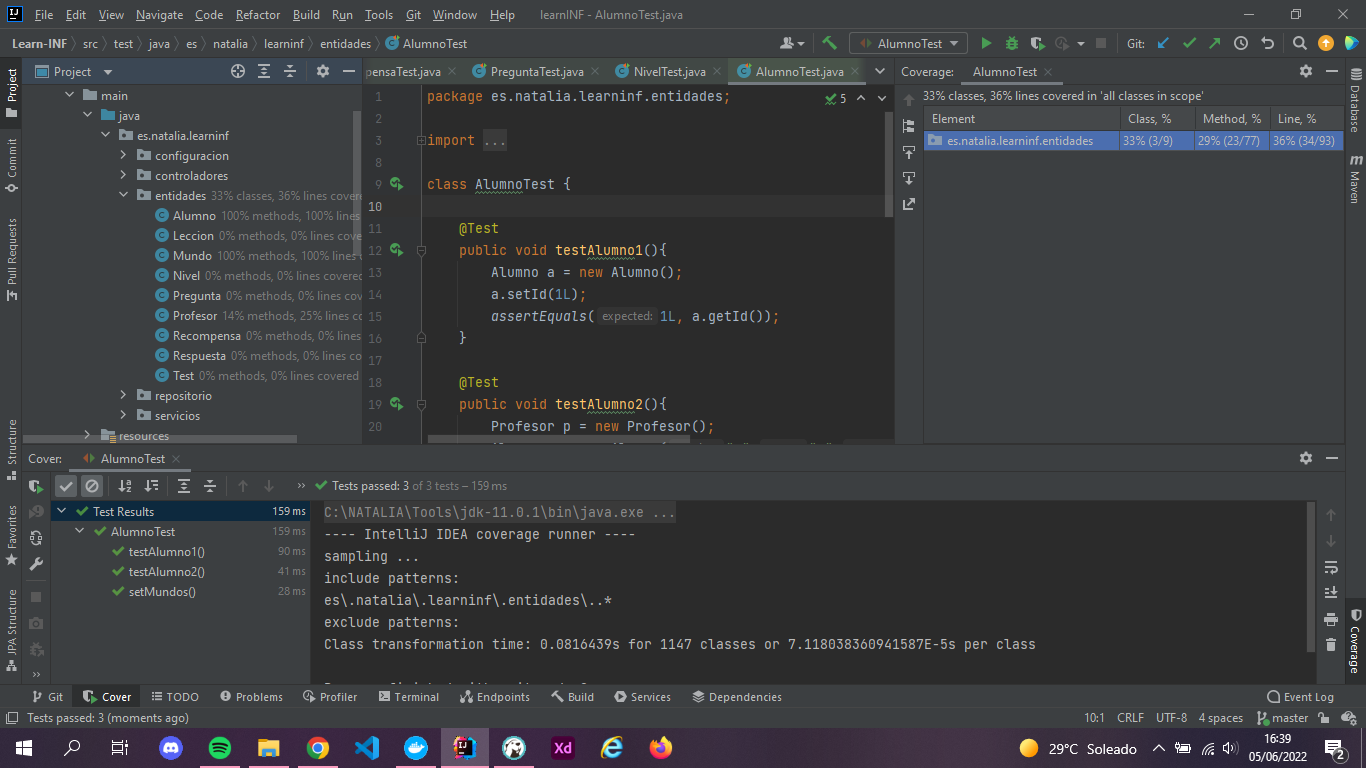 File Edit View Navigate Code Refactor Build Run Tools Git Window Help learnINF - AlumnoTest.java
Learn-INF src test java es natalia learninf entidades AlumnoTest AlumnoTest Git:
Project
Commit
Pull Requests
Structure
Favorites
JPA Structure
Project
main
java
es.natalia.learninf
configuracion
controladores
entidades 33% classes, 36% lines covered
Alumno 100% methods, 100% lines
Leccion 0% methods, 0% lines cove
Mundo 100% methods, 100% lines
Nivel 0% methods, 0% lines covered
Pregunta 0% methods, 0% lines cov
Profesor 14% methods, 25% lines c
Recompensa 0% methods, 0% lines
Respuesta 0% methods, 0% lines co
Test 0% methods, 0% lines covered
repositorio
servicios
resources
pensaTest.java PreguntaTest.java NivelTest.java AlumnoTest.java
1 package es.natalia.learninf.entidades; 5
2
3 import ...
8
9 class AlumnoTest {
10
11 @Test
12 public void testAlumno1(){
13 Alumno a = new Alumno();
14 a.setId(1L);
15 assertEquals( expected: 1L, a.getId());
16 }
17
18 @Test
19 public void testAlumno2(){
20 Profesor p = new Profesor();
Coverage: AlumnoTest
33% classes, 36% lines covered in 'all classes in scope'
Element Class, % Method, % Line, %
es.natalia.learninf.entidades 33% (3/9) 29% (23/77) 36% (34/93)
Database
Maven
Coverage
Cover: AlumnoTest
Tests passed: 3 of 3 tests – 159 ms
Test Results 159 ms
AlumnoTest 159 ms
testAlumno1() 90 ms
testAlumno2() 41 ms
setMundos() 28 ms
C:\NATALIA\Tools\jdk-11.0.1\bin\java.exe ...
---- IntelliJ IDEA coverage runner ----
sampling ...
include patterns:
es\.natalia\.learninf\.entidades\..*
exclude patterns:
Class transformation time: 0.0816439s for 1147 classes or 7.118038360941587E-5s per class
Git Cover TODO Problems Profiler Terminal Endpoints Build Services Dependencies Event Log
Tests passed: 3 (moments ago) 10:1 CRLF UTF-8 4 spaces master
Xd 29°C Soleado 16:39
05/06/2022 2